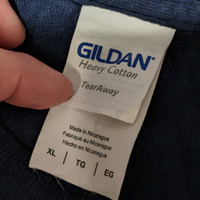 GILDAN®
Heavy Cotton
TearAway
Made in Nicaragua
Fabriqué au Nicaragua
Hecho en Nicaragua
XL | TG | EG